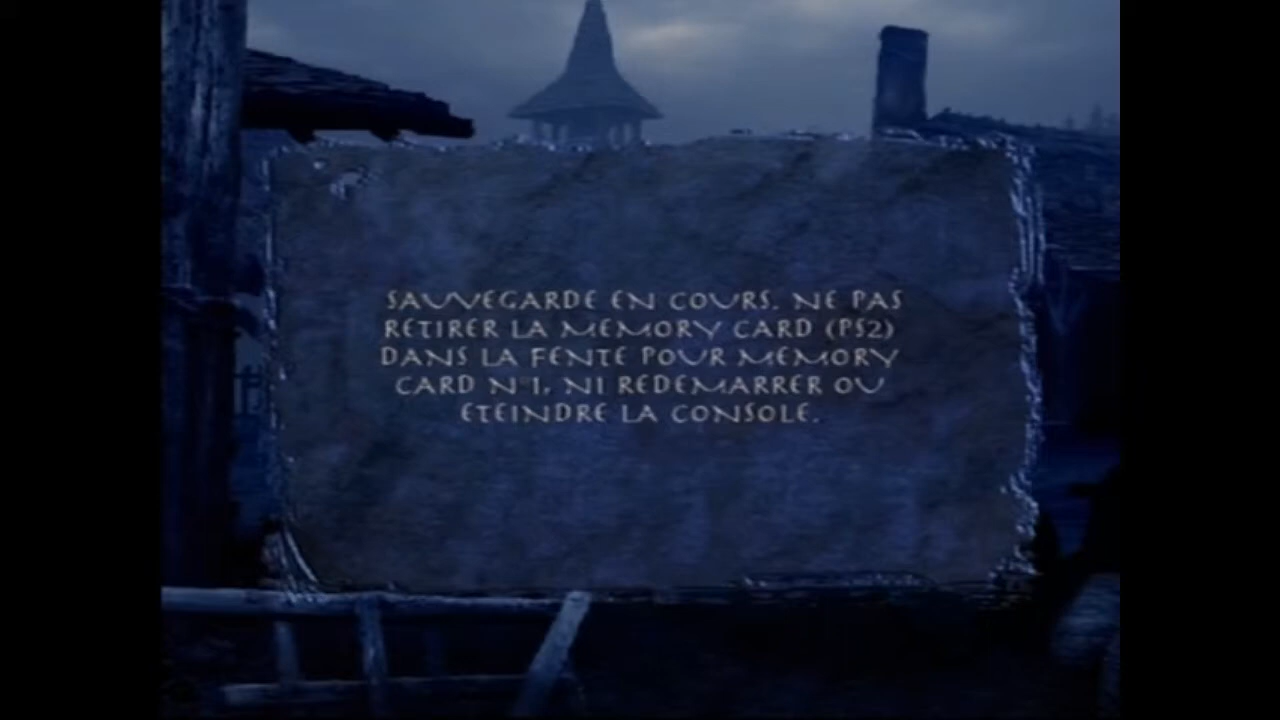 SAUVEGARDE EN COURS. NE PAS
RETIRER LA MEMORY CARD (PS2)
DANS LA FENTE POUR MEMORY
CARD N°1, NI REDEMARRER OU
ETEINDRE LA CONSOLE.